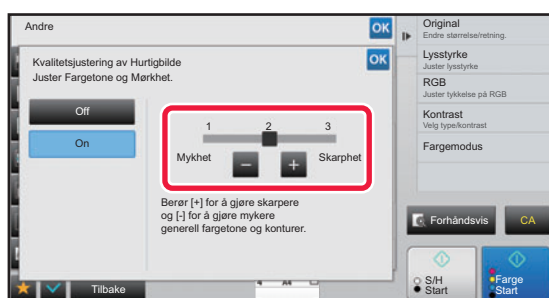 Andre
OK
Kvalitetsjustering av Hurtigbilde
Juster Fargetone og Mørkhet.
OK
Off
On
1 2 3
Mykhet
Skarphet
Berør [+] for å gjøre skarpere
og [-] for å gjøre mykere
generell fargetone og konturer.
Tilbake
A4
Original
Endre størrelse/retning.
Lysstyrke
Juster lysstyrke
RGB
Juster tykkelse på RGB
Kontrast
Velg type/kontrast
Fargemodus
Forhåndsvis
CA
S/H
Start
Farge
Start